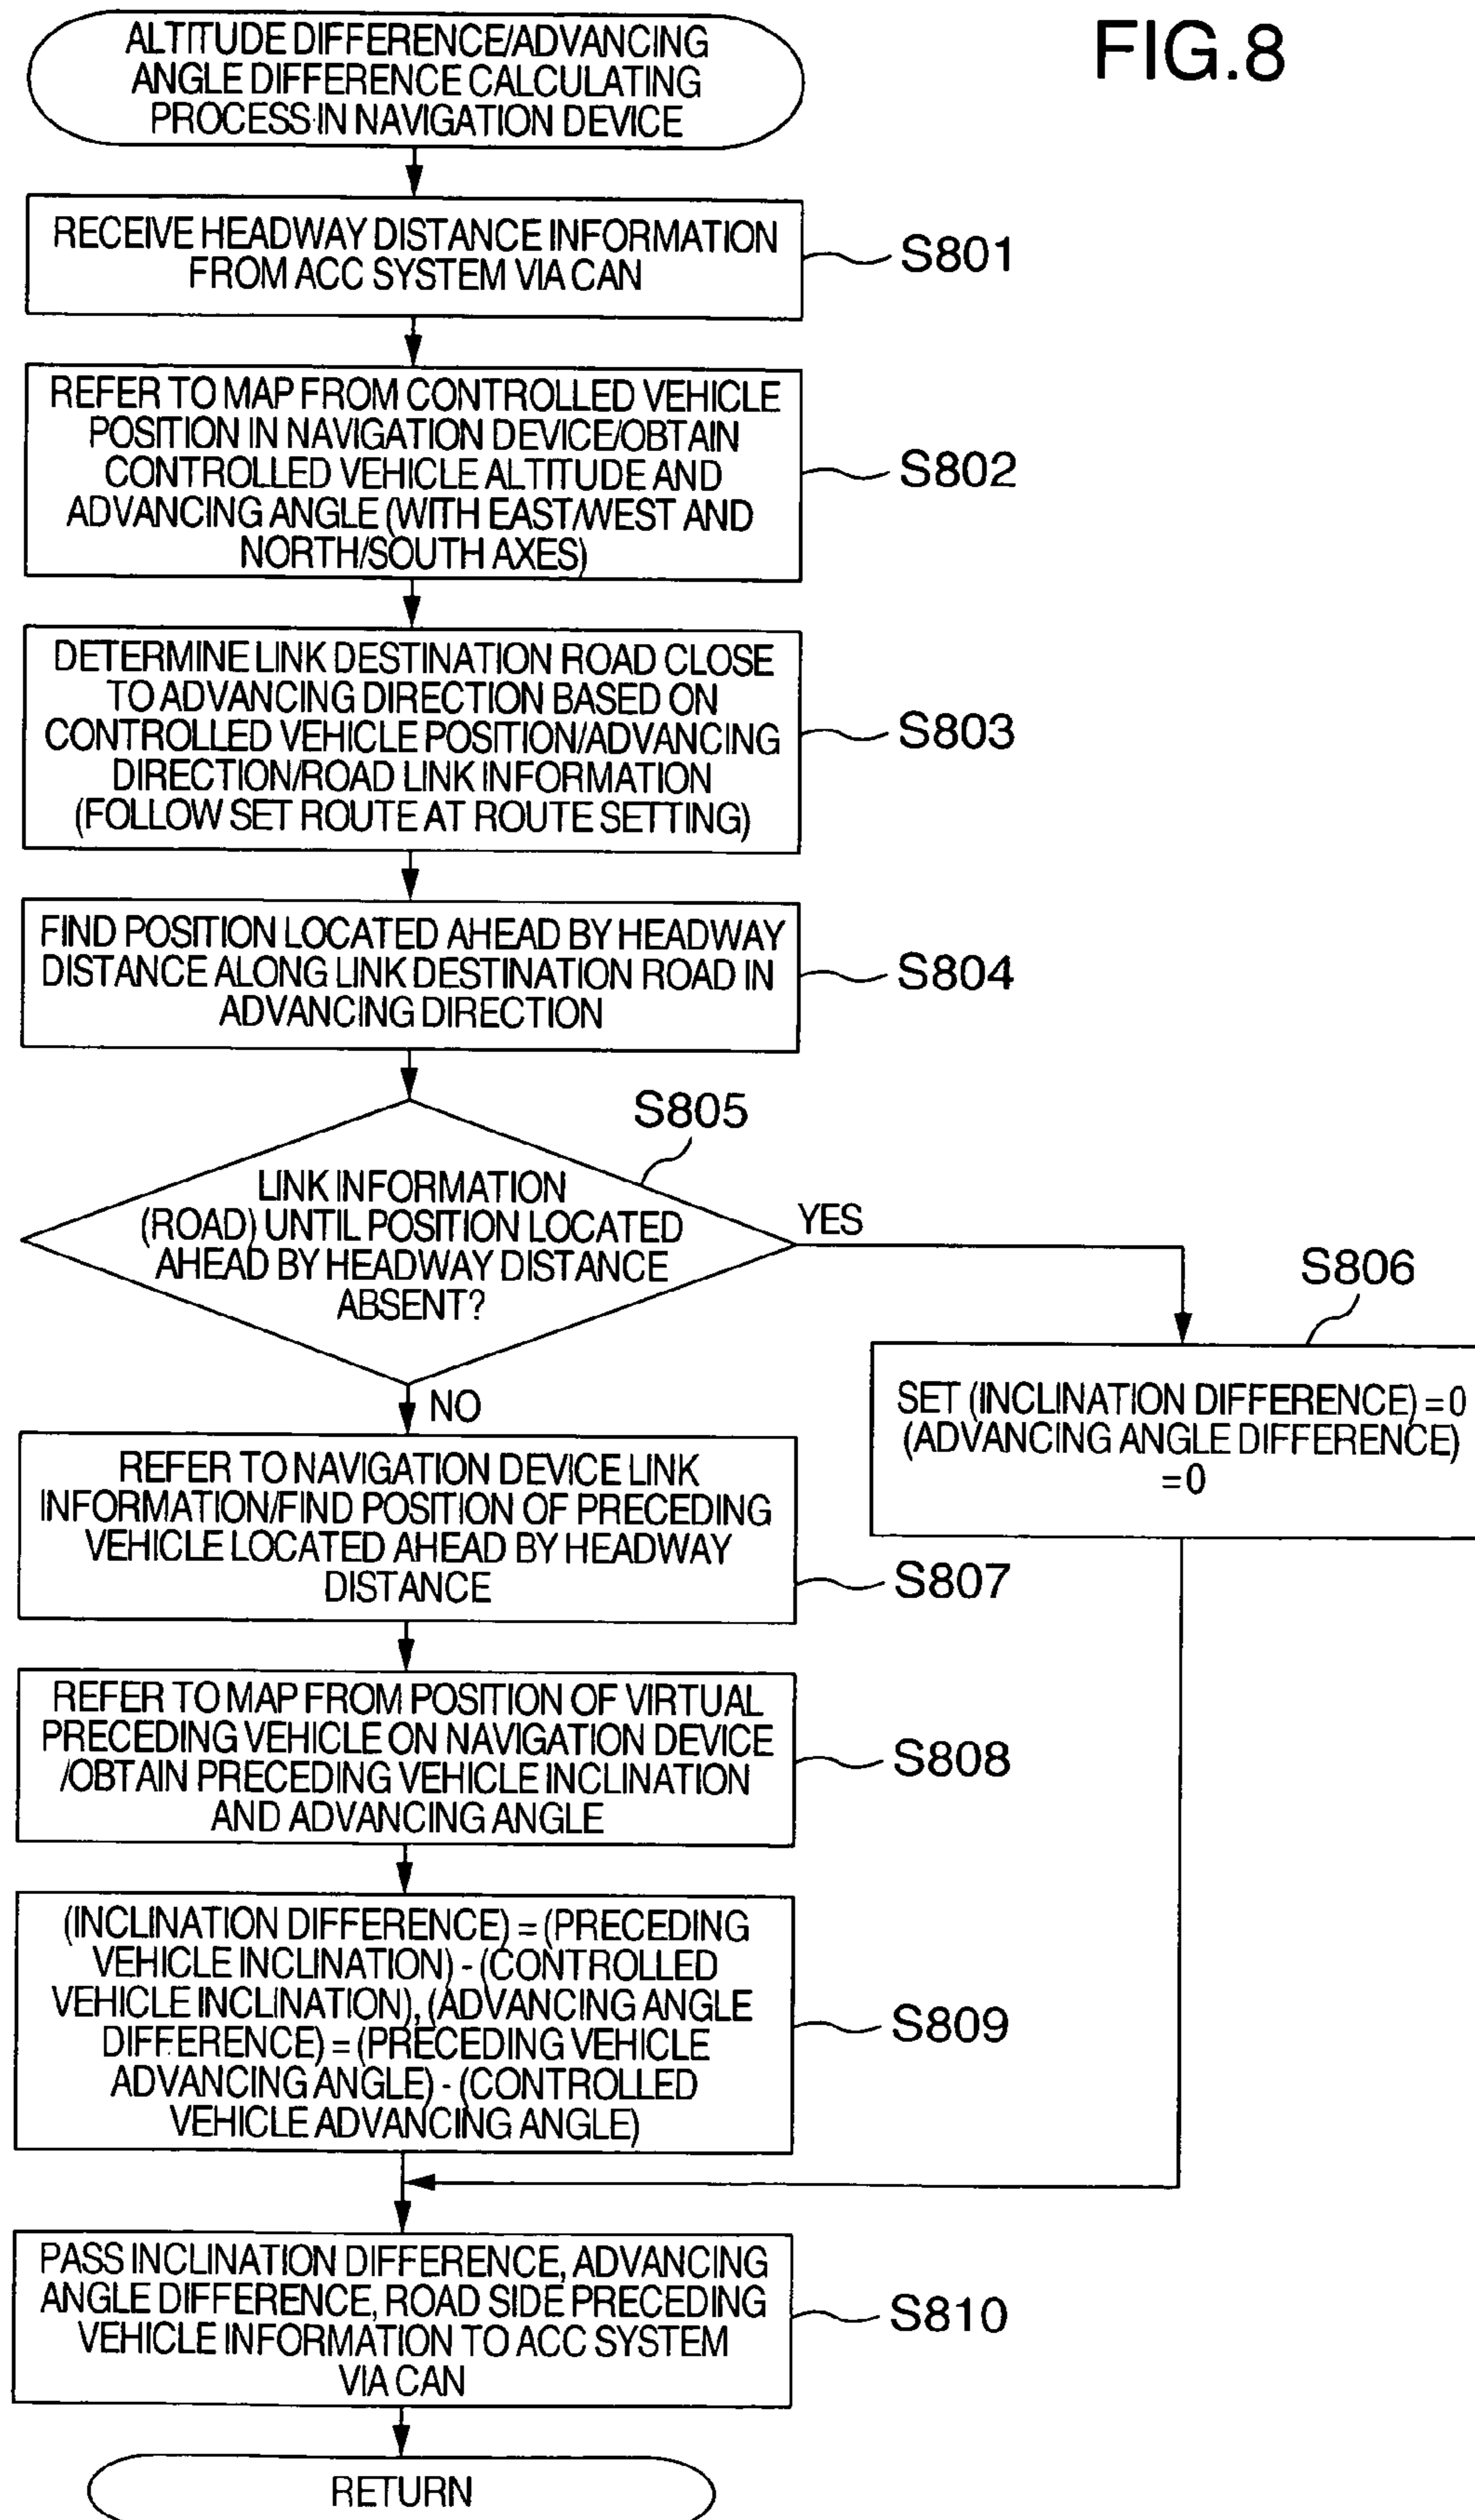 FIG.8
ALTITUDE DIFFERENCE/ADVANCING
ANGLE DIFFERENCE CALCULATING
PROCESS IN NAVIGATION DEVICE
RECEIVE HEADWAY DISTANCE INFORMATION
FROM ACC SYSTEM VIA CAN
S801
REFER TO MAP FROM CONTROLLED VEHICLE
POSITION IN NAVIGATION DEVICE/OBTAIN
CONTROLLED VEHICLE ALTITUDE AND
ADVANCING ANGLE (WITH EAST/WEST AND
NORTH/SOUTH AXES)
S802
DETERMINE LINK DESTINATION ROAD CLOSE
TO ADVANCING DIRECTION BASED ON
CONTROLLED VEHICLE POSITION/ADVANCING
DIRECTION/ROAD LINK INFORMATION
(FOLLOW SET ROUTE AT ROUTE SETTING)
S803
FIND POSITION LOCATED AHEAD BY HEADWAY
DISTANCE ALONG LINK DESTINATION ROAD IN
ADVANCING DIRECTION
S804
S805
LINK INFORMATION
(ROAD) UNTIL POSITION LOCATED
AHEAD BY HEADWAY DISTANCE
ABSENT?
YES
NO
S806
SET (INCLINATION DIFFERENCE) = 0
(ADVANCING ANGLE DIFFERENCE)
= 0
REFER TO NAVIGATION DEVICE LINK
INFORMATION/FIND POSITION OF PRECEDING
VEHICLE LOCATED AHEAD BY HEADWAY
DISTANCE
S807
REFER TO MAP FROM POSITION OF VIRTUAL
PRECEDING VEHICLE ON NAVIGATION DEVICE
/OBTAIN PRECEDING VEHICLE INCLINATION
AND ADVANCING ANGLE
S808
(INCLINATION DIFFERENCE) = (PRECEDING
VEHICLE INCLINATION) - (CONTROLLED
VEHICLE INCLINATION), (ADVANCING ANGLE
DIFFERENCE) = (PRECEDING VEHICLE
ADVANCING ANGLE) - (CONTROLLED
VEHICLE ADVANCING ANGLE)
S809
PASS INCLINATION DIFFERENCE, ADVANCING
ANGLE DIFFERENCE, ROAD SIDE PRECEDING
VEHICLE INFORMATION TO ACC SYSTEM
VIA CAN
S810
RETURN